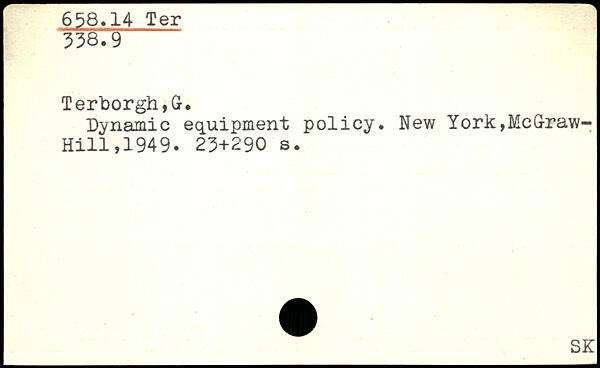 658.14 Ter
338.9
Terborgh,G.
Dynamic equipment policy. New York,McGraw-
Hill,1949. 23+290 s.
SK